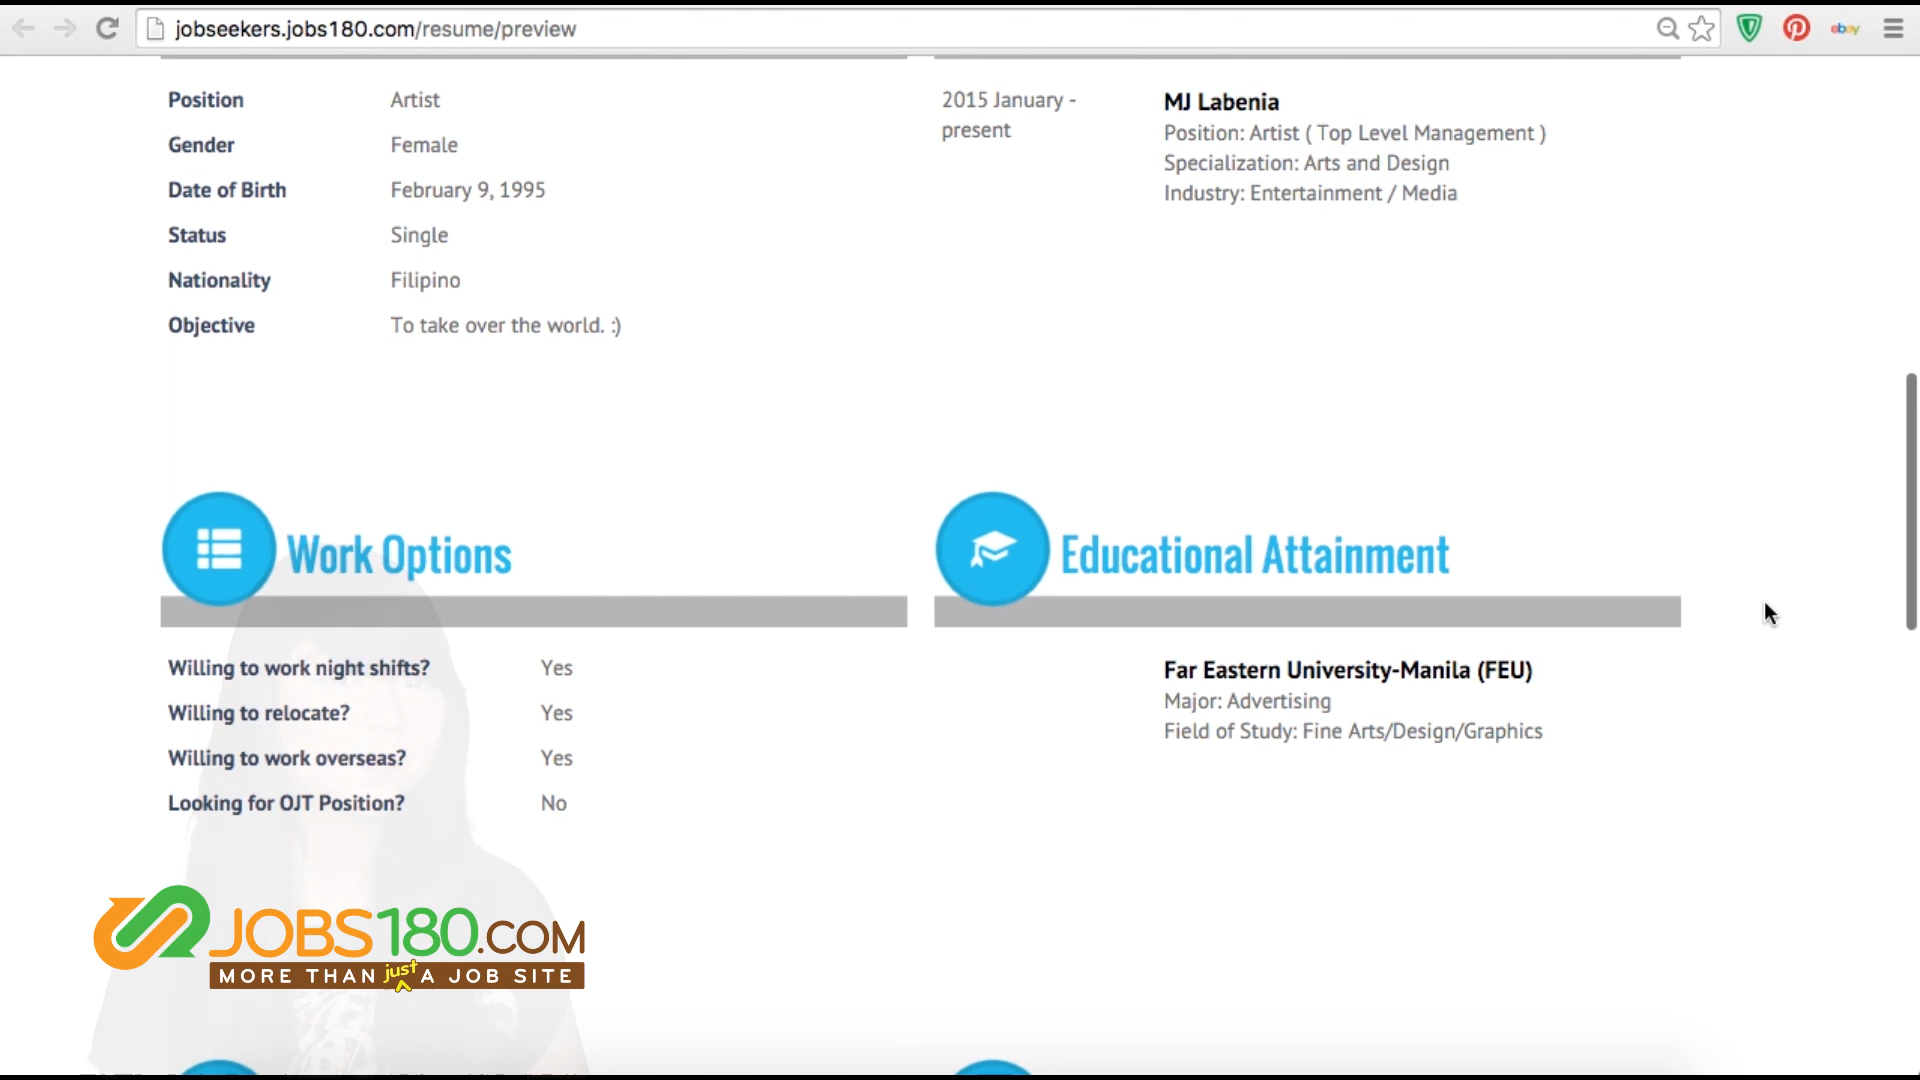 jobseekers.jobs180.com/resume/preview
ebay
Position Artist
Gender Female
Date of Birth February 9, 1995
Status Single
Nationality Filipino
Objective To take over the world. :)
2015 January -
present
MJ Labenia
Position: Artist ( Top Level Management )
Specialization: Arts and Design
Industry: Entertainment / Media
Work Options
Willing to work night shifts? Yes
Willing to relocate? Yes
Willing to work overseas? Yes
Looking for OJT Position? No
Educational Attainment
Far Eastern University-Manila (FEU)
Major: Advertising
Field of Study: Fine Arts/Design/Graphics
JOBS180.COM
MORE THAN just A JOB SITE